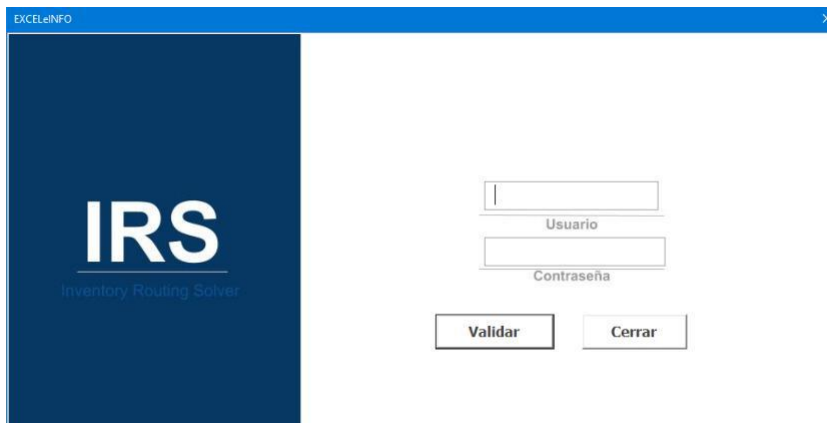 EXCELeINFO
IRS
Inventory Routing Solver
Usuario
Contraseña
Validar
Cerrar